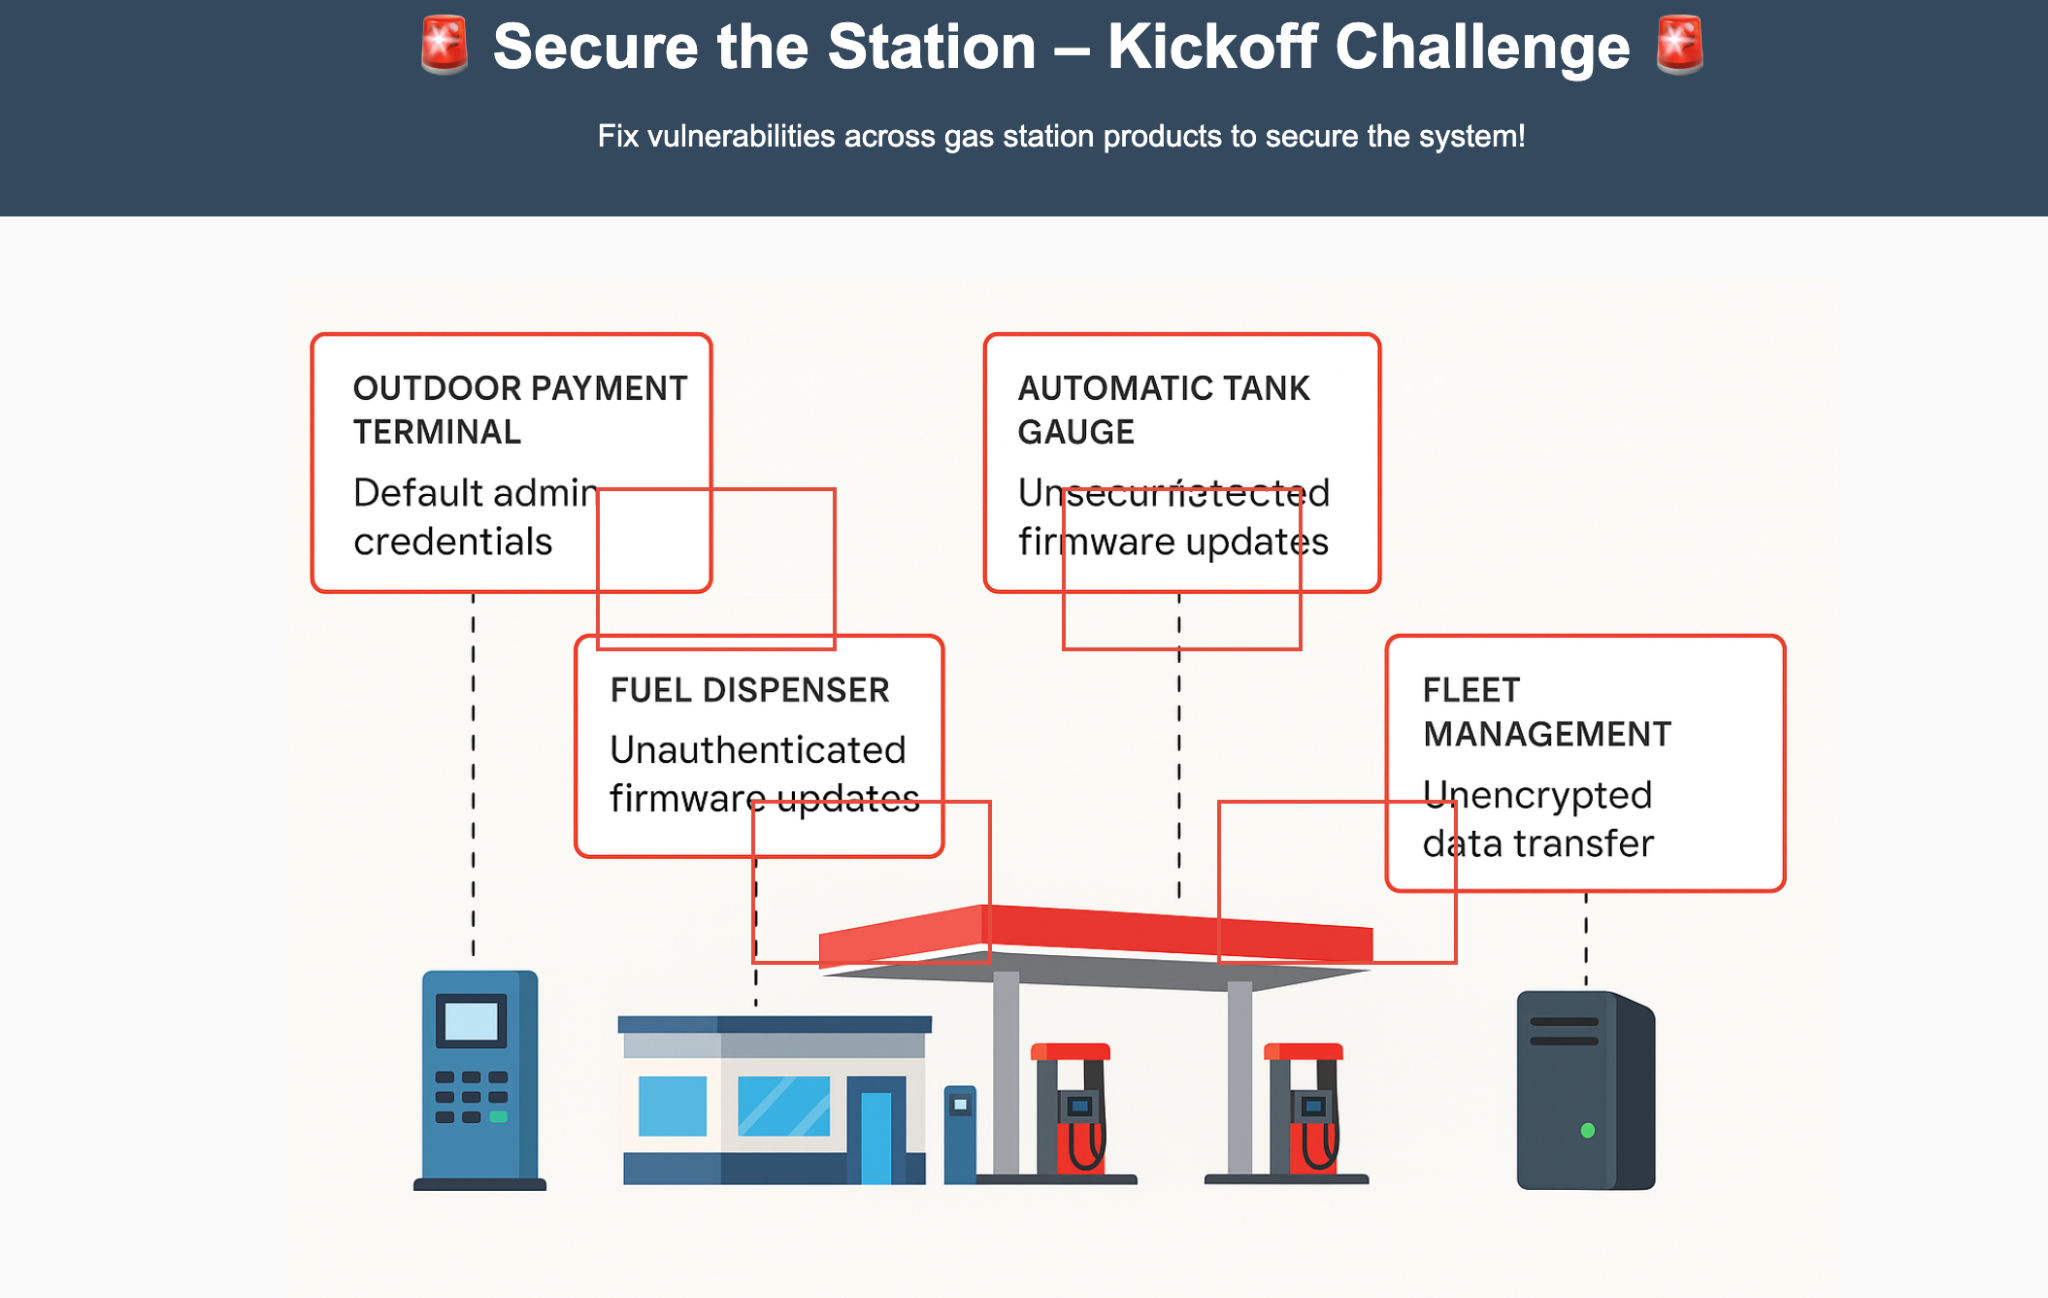 🚨 Secure the Station – Kickoff Challenge 🚨
Fix vulnerabilities across gas station products to secure the system!
OUTDOOR PAYMENT
TERMINAL
Default admin
credentials
AUTOMATIC TANK
GAUGE
firmware updates
FUEL DISPENSER
Unauthenticated
firmware updates
FLEET
MANAGEMENT
Unencrypted
data transfer